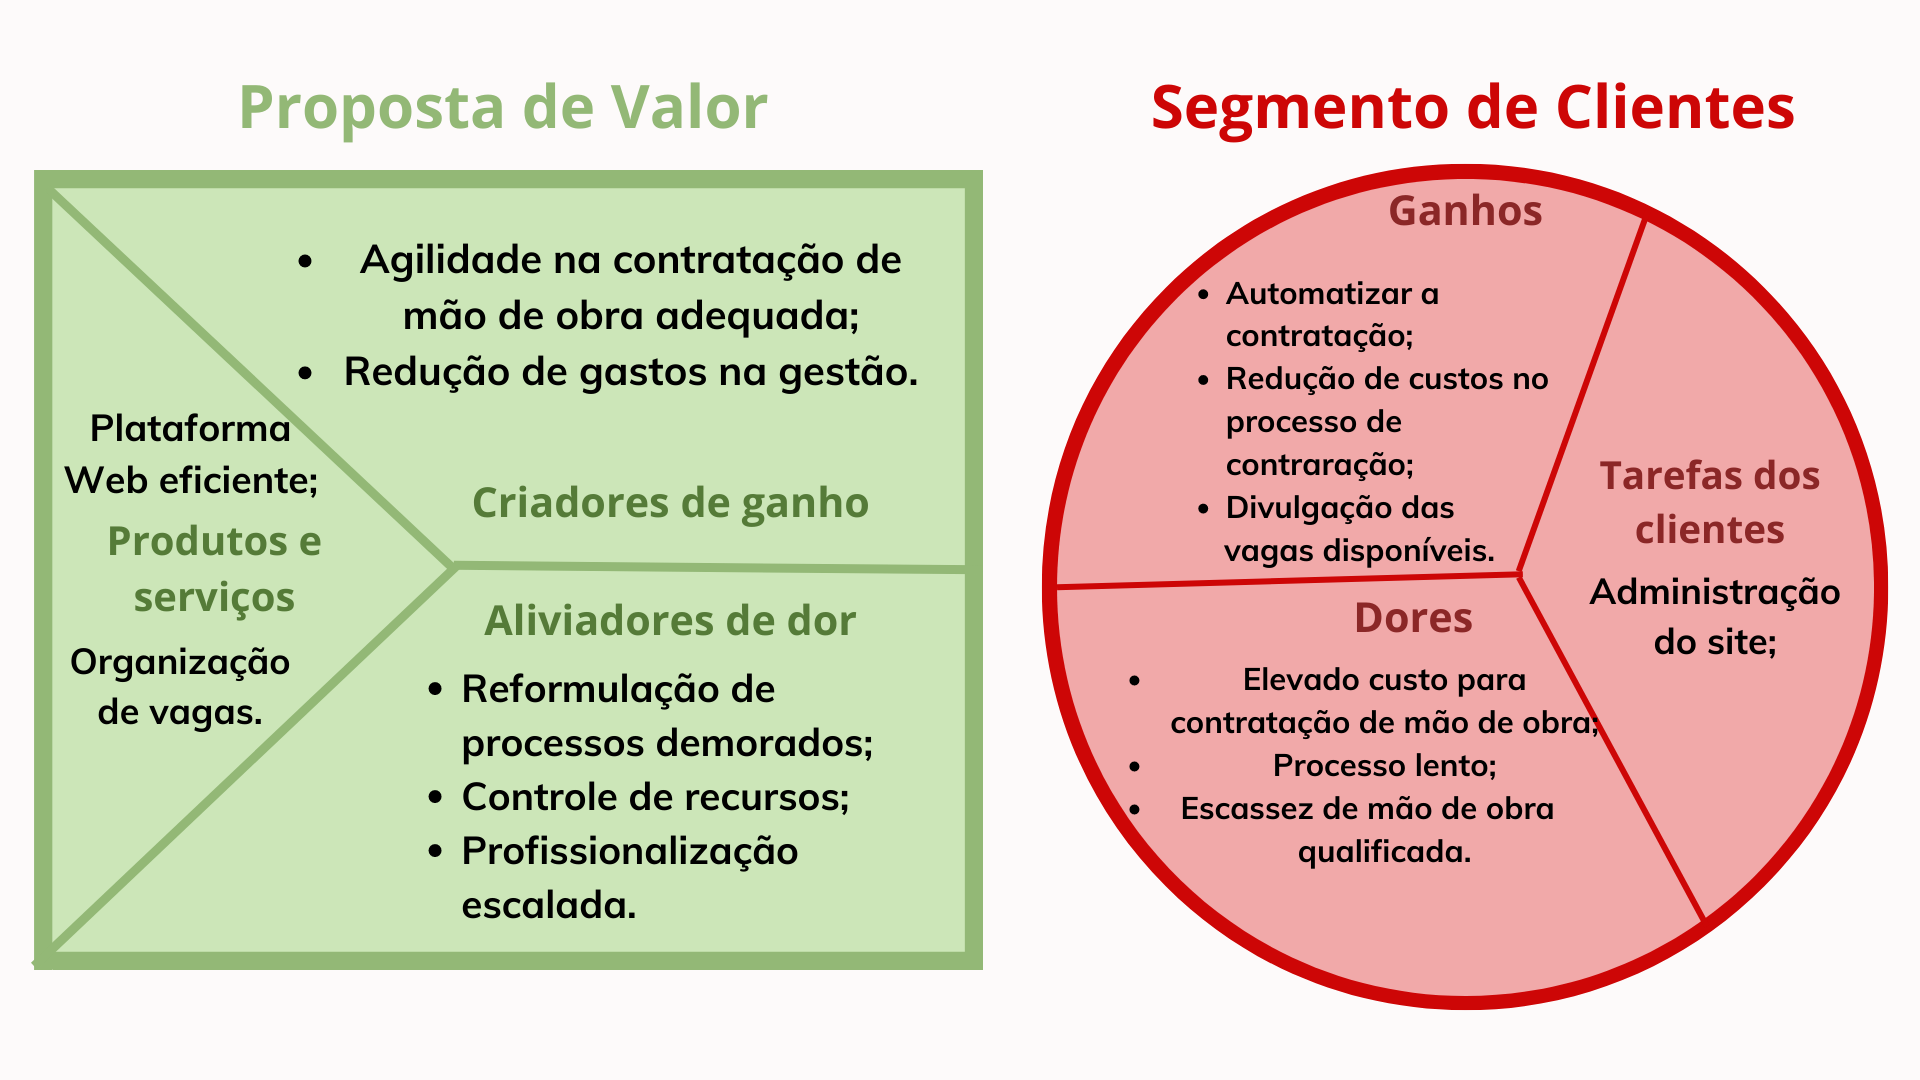 Proposta de Valor
Agilidade na contratação de
mão de obra adequada;
Redução de gastos na gestão.
Criadores de ganho
Plataforma
Web eficiente;
Produtos e
serviços
Organização
de vagas.
Aliviadores de dor
Reformulação de
processos demorados;
Controle de recursos;
Profissionalização
escalada.
Segmento de Clientes
Ganhos
Automatizar a
contratação;
Redução de custos no
processo de
contraração;
Divulgação das
vagas disponíveis.
Tarefas dos
clientes
Administração
do site;
Dores
Elevado custo para
contratação de mão de obra;
Processo lento;
Escassez de mão de obra
qualificada.